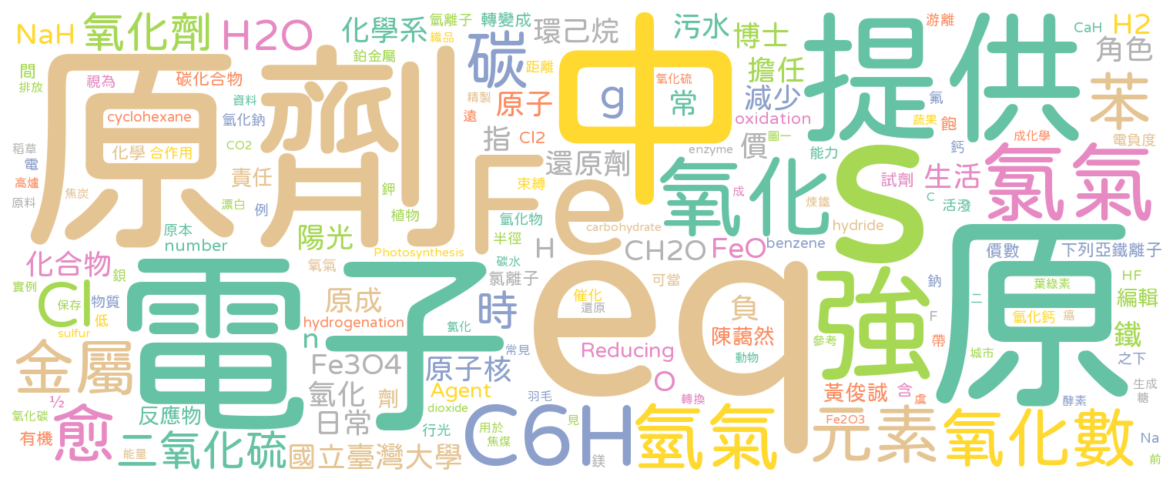 NaH
氧化劑
H2O
化學系
氫離子
織品
轉變成
碳
環己烷
污水
博士
游離
CaH
H2
角色
間
排放
視為
碳化合物
鉑金屬
距離
氧化硫
擔任
中
提供
原
劑
cyclohexane
資料
氫化鈉
精製
遠
原子
Cl2
g
常
減少
oxidation
氟
蔬果
飽
苯
電負度
成化學
圖一
稻草
電
高爐
原料
焦炭
化學
合作用
CO2
漂白
責任
例
鉀
植物
指
還原劑
束縛
enzyme
價
能力
鈣
試劑
生活
氯氣
C
活潑
煉鐵
成
氧化
S
Fe
原本
number
陽光
氫化物
半徑
carbohydrate
hydride
化合物
鋇
氧氣
Photosynthesis
碳水
氯離子
H
CH2O
FeO
benzene
價數
下列亞鐵離子
實例
Cl
保存
物質
低
sulfur
電子
原成
hydrogenation
n
時
氯化
常見
eq
催化
還原
可當
負
陳藹然
動物
強
鈉
F
帶
原
葉綠素
HF
編輯
二
氫化鈣
癌
參考
城市
鐵
之下
金屬
Fe3O4
原子核
Reducing
Agent
O
轉換
½
愈
反應物
氫化
劑
日常
dioxide
羽毛
見
黃俊誠
含
虞
生成
糖
氧化碳
有機
能量
二氧化硫
國立臺灣大學
行光
C6H
用於
焦煤
鎂
氫氣
Fe2O3
元素
氧化數
酵素
Na
前